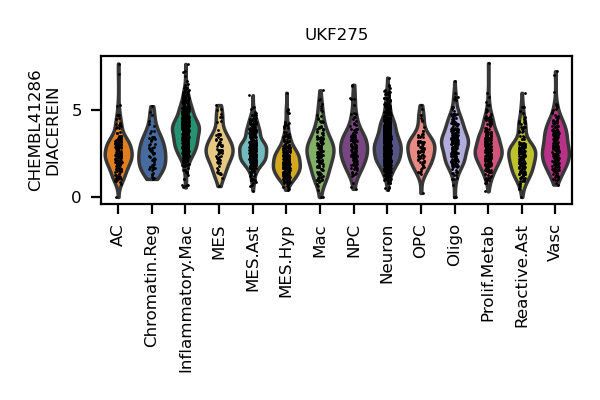 UKF275
CHEMBL41286
DIACEREIN
5
0
AC
Chromatin.Reg
Inflammatory.Mac
MES
MES.Ast
MES.Hyp
Mac
NPC
Neuron
OPC
Oligo
Prolif.Metab
Reactive.Ast
Vasc